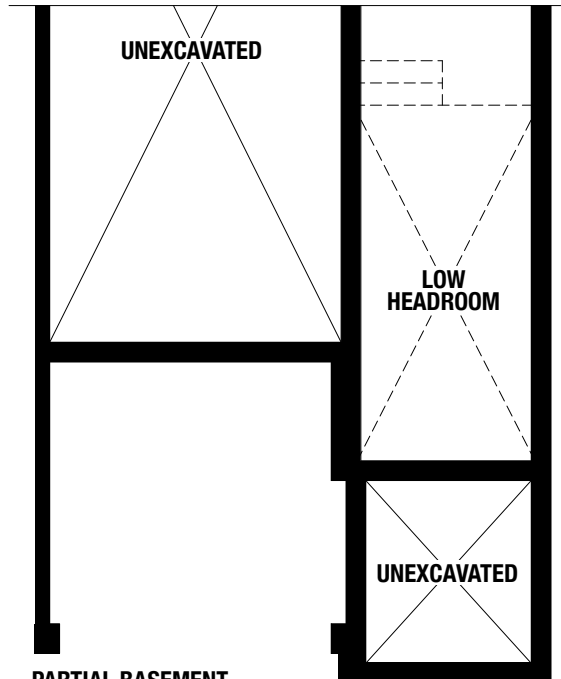 UNEXCAVATED
LOW
HEADROOM
UNEXCAVATED
PARTIAL BASEMENT